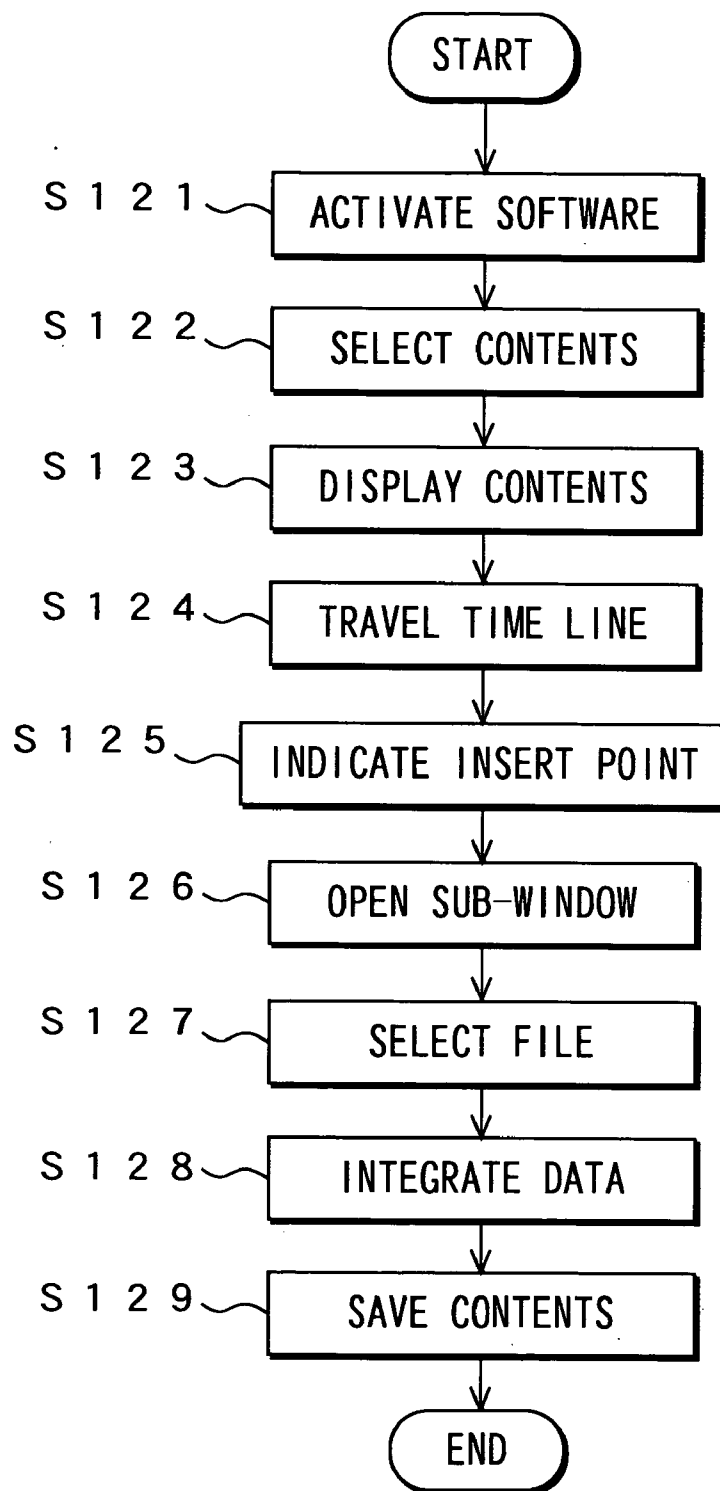 START
S121 ACTIVATE SOFTWARE
S122 SELECT CONTENTS
S123 DISPLAY CONTENTS
S124 TRAVEL TIME LINE
S125 INDICATE INSERT POINT
S126 OPEN SUB-WINDOW
S127 SELECT FILE
S128 INTEGRATE DATA
S129 SAVE CONTENTS
END